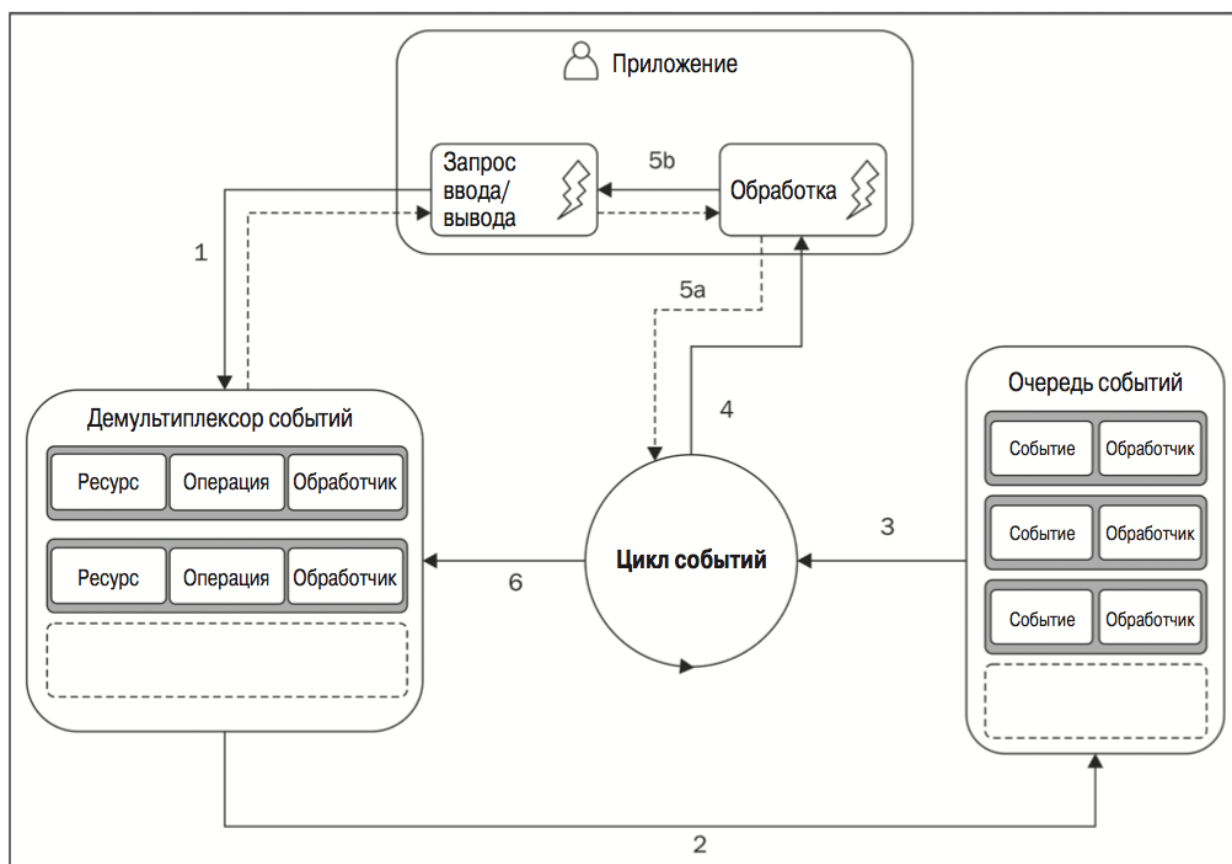 Приложение
Запрос
ввода/
вывода
5b
Обработка
1
5a
4
Демультиплексор событий
Ресурс Операция Обработчик
Ресурс Операция Обработчик
6
Цикл событий
3
Очередь событий
Событие Обработчик
Событие Обработчик
Событие Обработчик
2